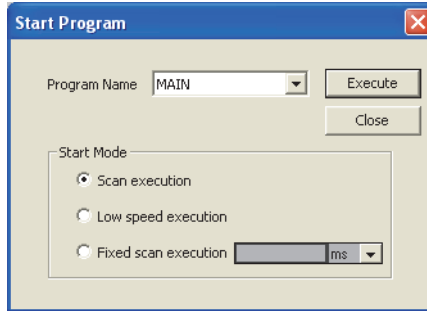 Start Program
Program Name MAIN Execute
Close
Start Mode
Scan execution
Low speed execution
Fixed scan execution ms